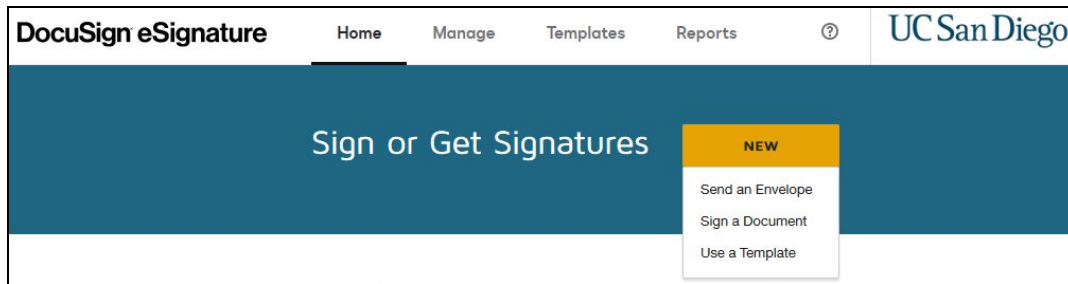 DocuSign eSignature Home Manage Templates Reports ? UC San Diego
Sign or Get Signatures NEW
Send an Envelope
Sign a Document
Use a Template